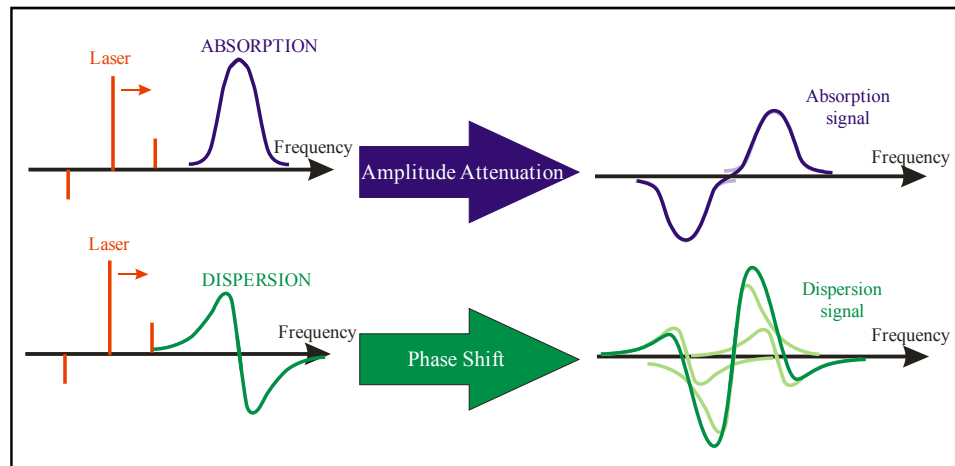 ABSORPTION
Laser
Frequency
Amplitude Attenuation
Absorption
signal
Frequency
Laser
DISPERSION
Frequency
Phase Shift
Dispersion
signal
Frequency